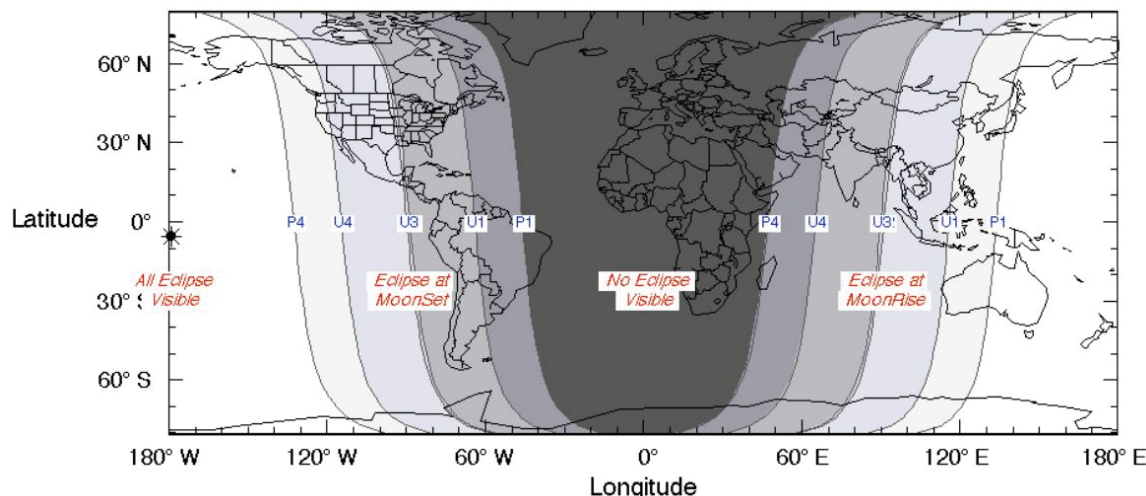 60° N
30° N
Latitude 0°
P4 U4 U3 U1 P1 P4 U4 U3' U1 P1
All Eclipse
Visible
Eclipse at
MoonSet
No Eclipse
Visible
Eclipse at
MoonRise
30° S
60° S
180° W 120° W 60° W 0° 60° E 120° E 180° E
Longitude